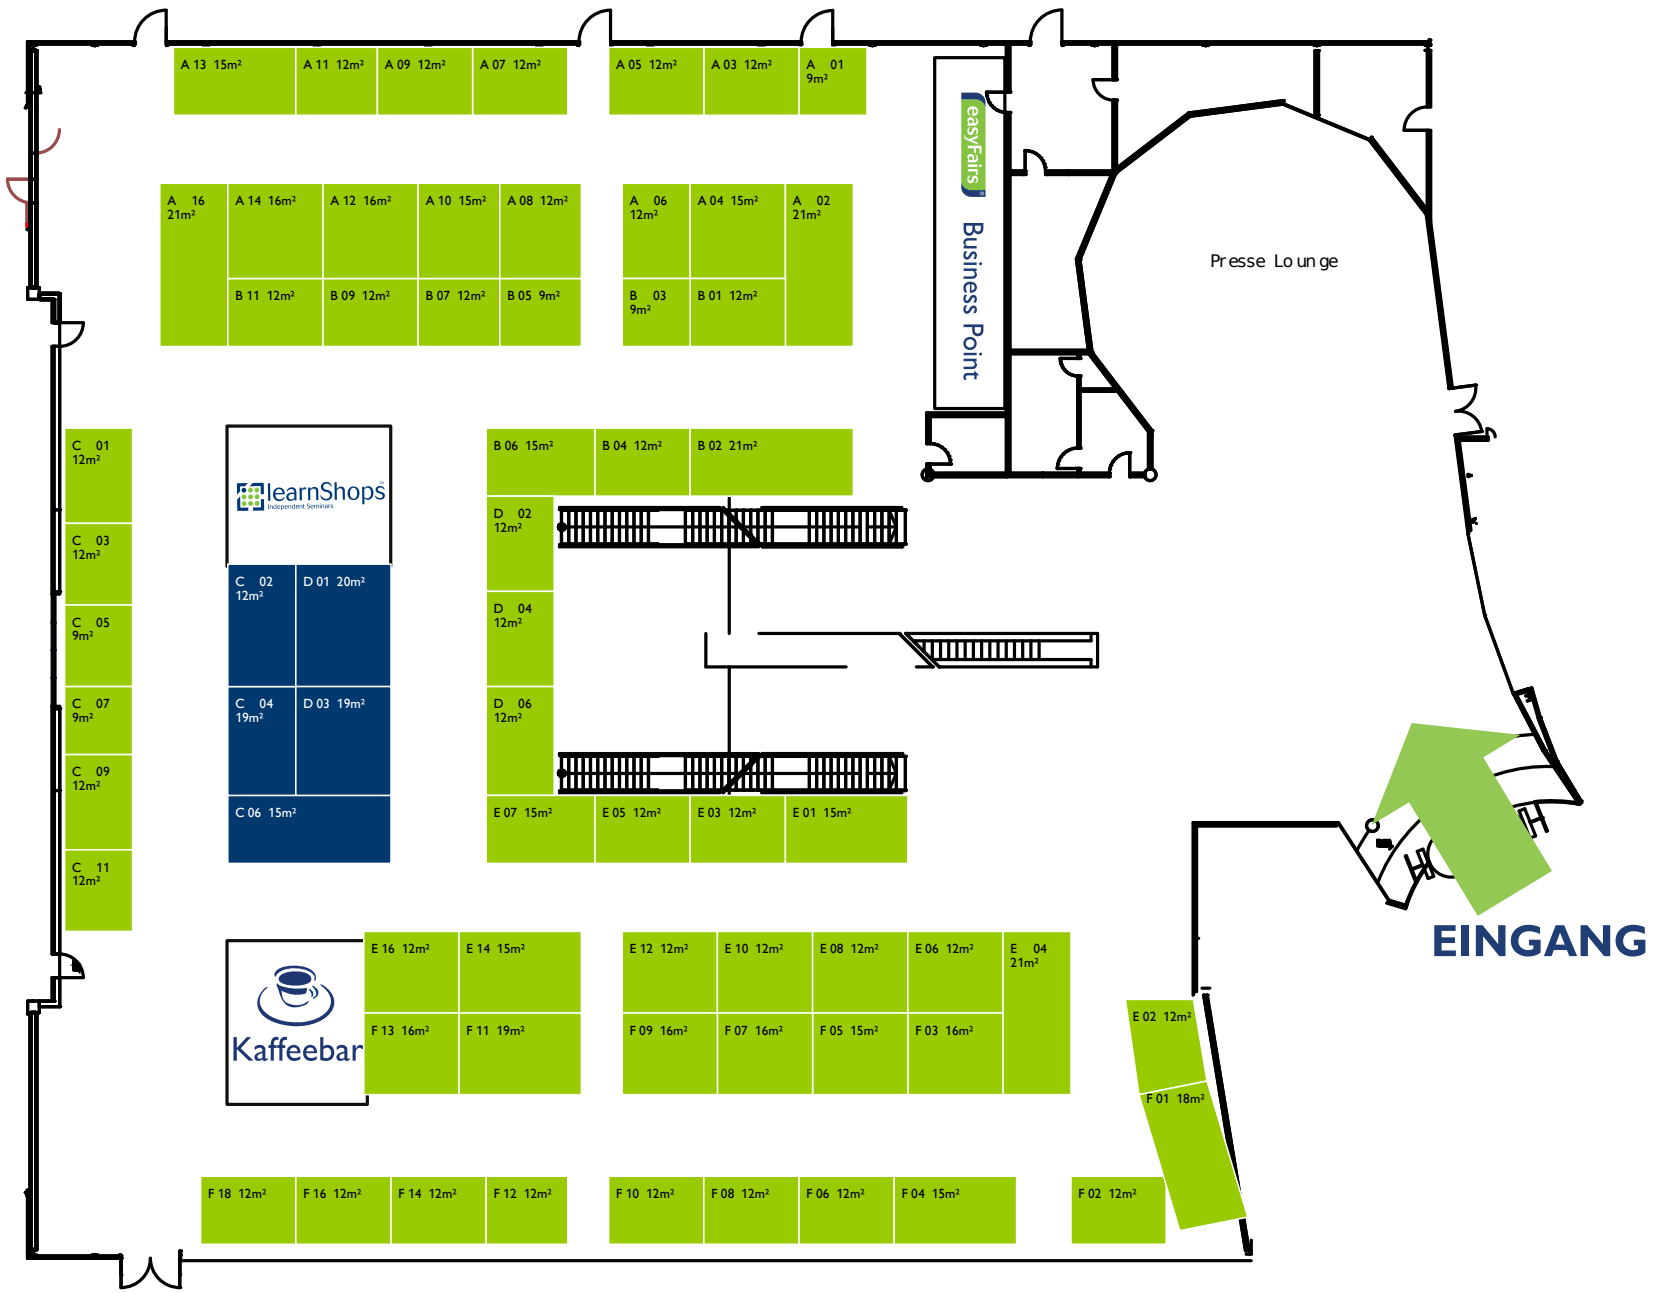 A 13 15m²
A 11 12m²
A 09 12m²
A 07 12m²
A 05 12m²
A 03 12m²
A 01
9m²
A 16
21m²
A 14 16m²
A 12 16m²
A 10 15m²
A 08 12m²
A 06
12m²
A 04 15m²
A 02
21m²
B 11 12m²
B 09 12m²
B 07 12m²
B 05 9m²
B 03
9m²
B 01 12m²
easyFairs
Business Point
Presse Lounge
C 01
12m²
C 03
12m²
C 05
9m²
C 07
9m²
C 09
12m²
C 11
12m²
learnShops
Independent Seminars
C 02
12m²
D 01 20m²
C 04
19m²
D 03 19m²
C 06 15m²
B 06 15m²
B 04 12m²
B 02 21m²
D 02
12m²
D 04
12m²
D 06
12m²
E 07 15m²
E 05 12m²
E 03 12m²
E 01 15m²
EINGANG
Kaffeebar
E 16 12m²
E 14 15m²
E 12 12m²
E 10 12m²
E 08 12m²
E 06 12m²
E 04
21m²
F 13 16m²
F 11 19m²
F 09 16m²
F 07 16m²
F 05 15m²
F 03 16m²
E 02 12m²
F 01 18m²
F 18 12m²
F 16 12m²
F 14 12m²
F 12 12m²
F 10 12m²
F 08 12m²
F 06 12m²
F 04 15m²
F 02 12m²